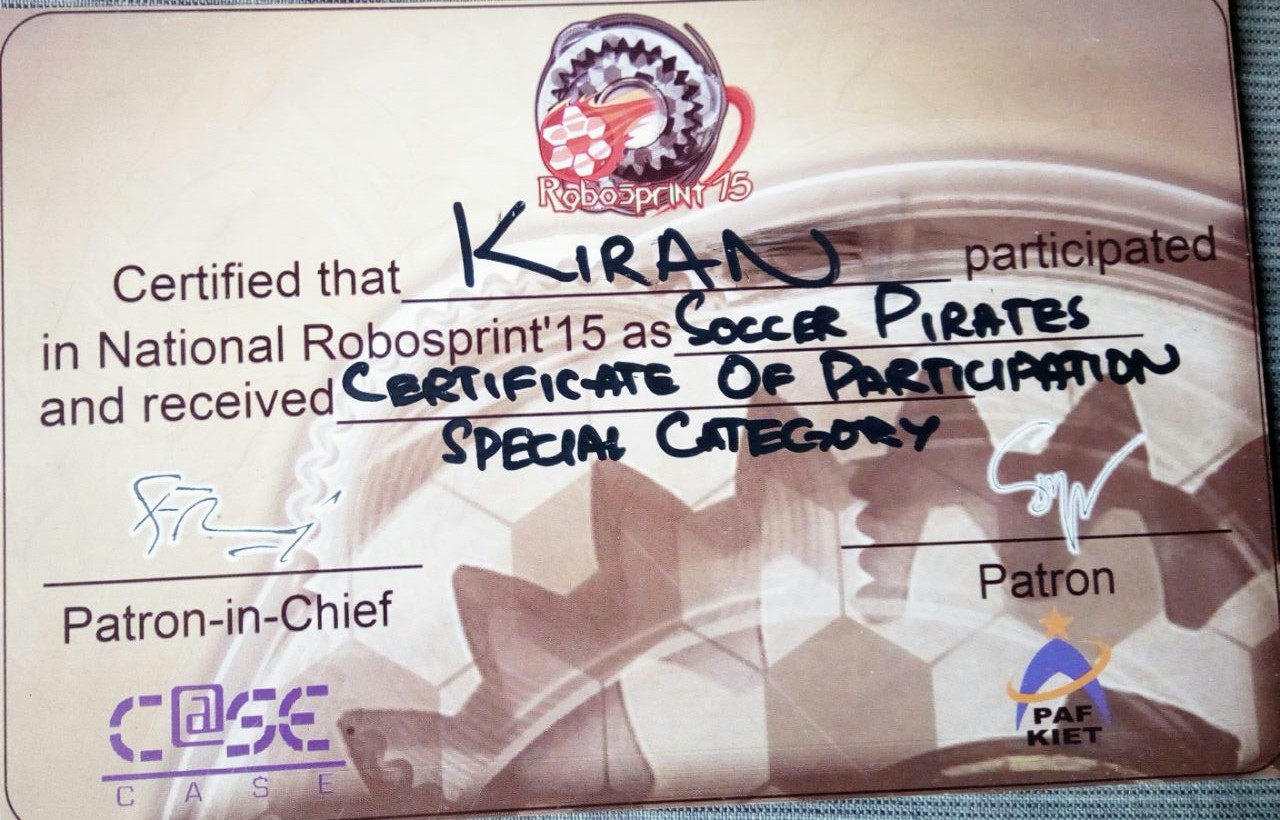 Robosprint 15
Certified that KIRAN participated
in National Robosprint'15 as SOCCER PIRATES
and received CERTIFICATE OF PARTICIPATION
SPECIAL CATEGORY
Patron-in-Chief
Patron
C@SE
CASE
PAF
KIET